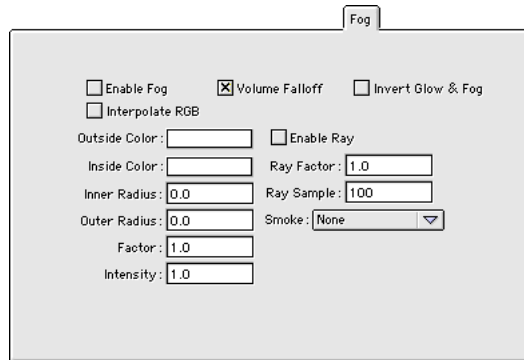 Fog
Enable Fog Volume Falloff Invert Glow & Fog
Interpolate RGB
Outside Color: Enable Ray
Inside Color: Ray Factor: 1.0
Inner Radius: 0.0 Ray Sample: 100
Outer Radius: 0.0 Smoke: None
Factor: 1.0
Intensity: 1.0